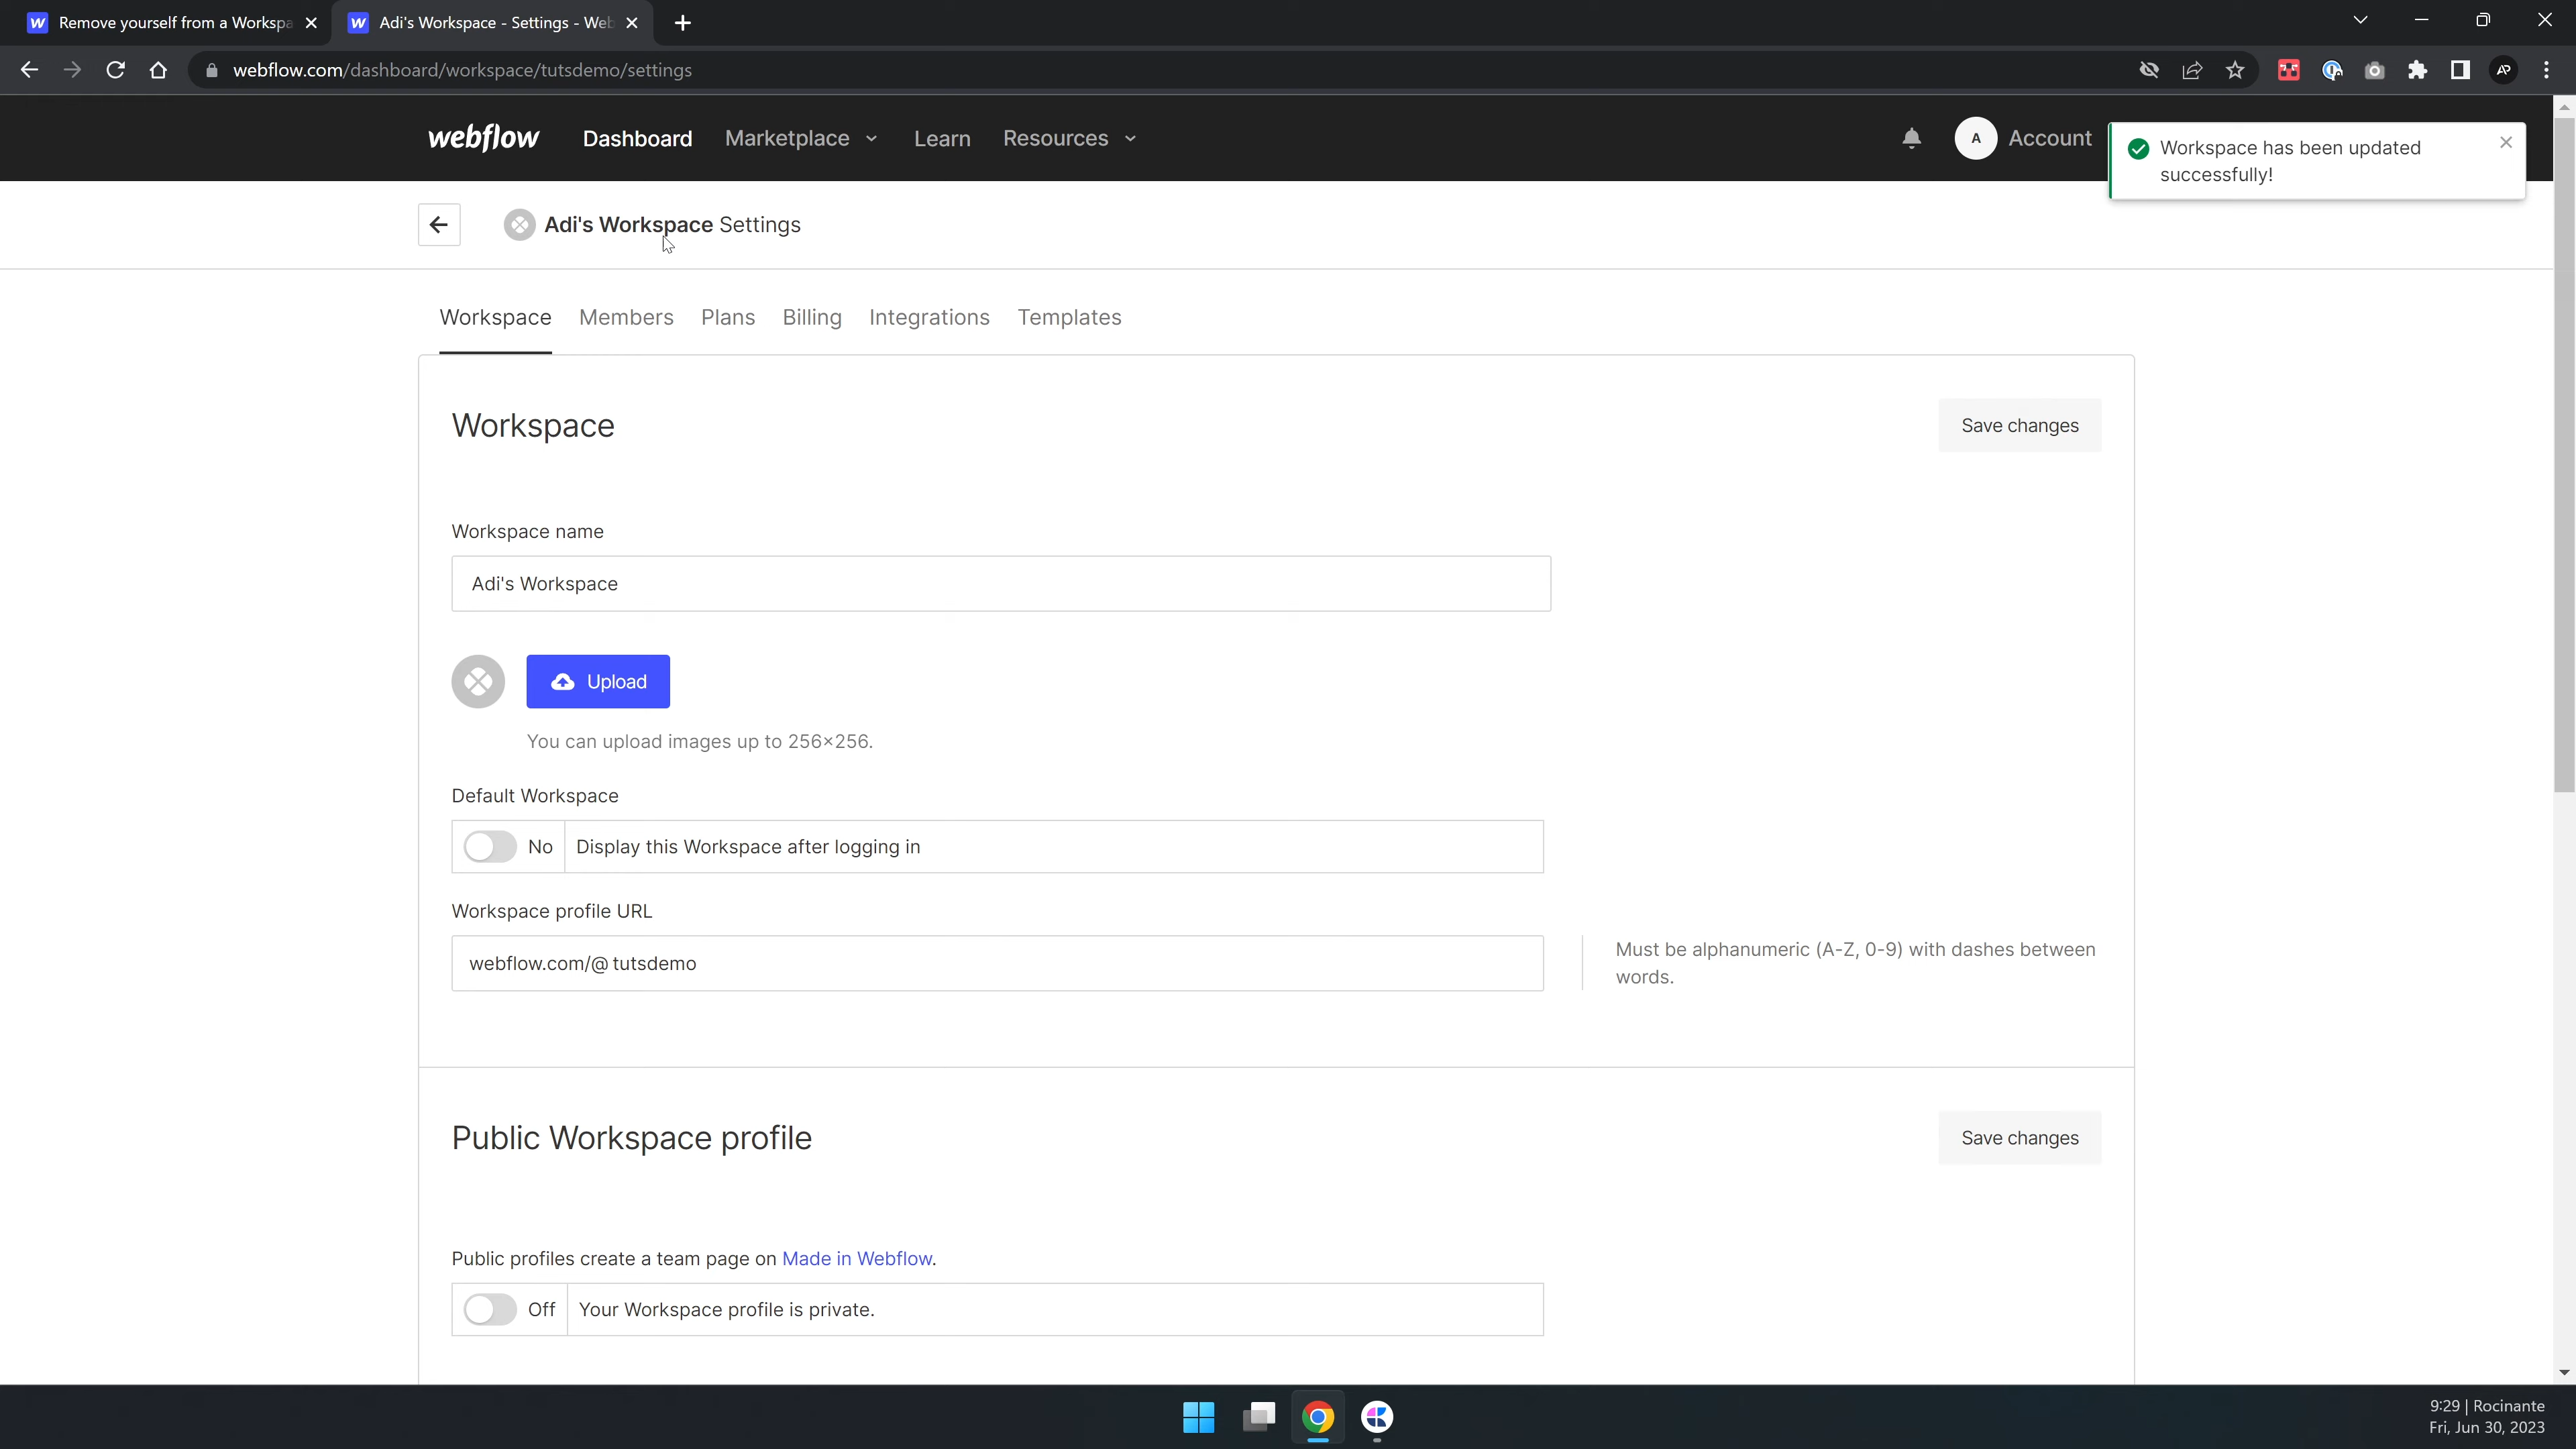 Remove yourself from a Workspa
Adi's Workspace - Settings - Web
webflow.com/dashboard/workspace/tutsdemo/settings
AP
webflow
Dashboard
Marketplace
Learn
Resources
A
Account
Workspace has been updated
successfully!
Adi's Workspace Settings
Workspace
Members
Plans
Billing
Integrations
Templates
Workspace
Save changes
Workspace name
Adi's Workspace
Upload
You can upload images up to 256×256.
Default Workspace
No
Display this Workspace after logging in
Workspace profile URL
webflow.com/@ tutsdemo
Must be alphanumeric (A-Z, 0-9) with dashes between
words.
Public Workspace profile
Save changes
Public profiles create a team page on Made in Webflow.
Off
Your Workspace profile is private.
9:29 | Rocinante
Fri, Jun 30, 2023